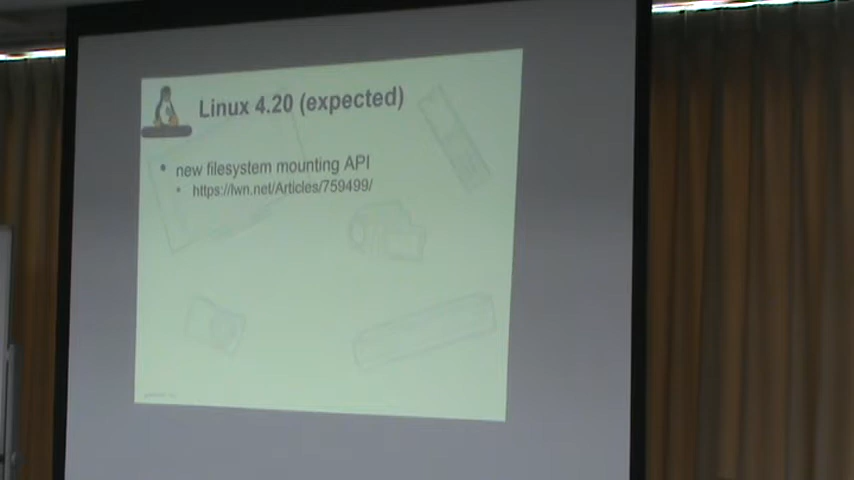 Linux 4.20 (expected)
• new filesystem mounting API
• https://lwn.net/Articles/759499/